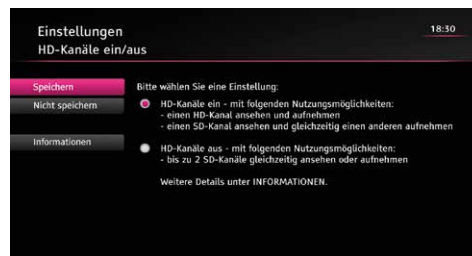 Einstellungen
HD-Kanäle ein/aus
18:30
Speichern
Nicht speichern
Informationen
Bitte wählen Sie eine Einstellung:
HD-Kanäle ein - mit folgenden Nutzungsmöglichkeiten:
- einen HD-Kanal ansehen und aufnehmen
- einen SD-Kanal ansehen und gleichzeitig einen anderen aufnehmen
HD-Kanäle aus - mit folgenden Nutzungsmöglichkeiten:
- bis zu 2 SD-Kanäle gleichzeitig ansehen oder aufnehmen
Weitere Details unter INFORMATIONEN.